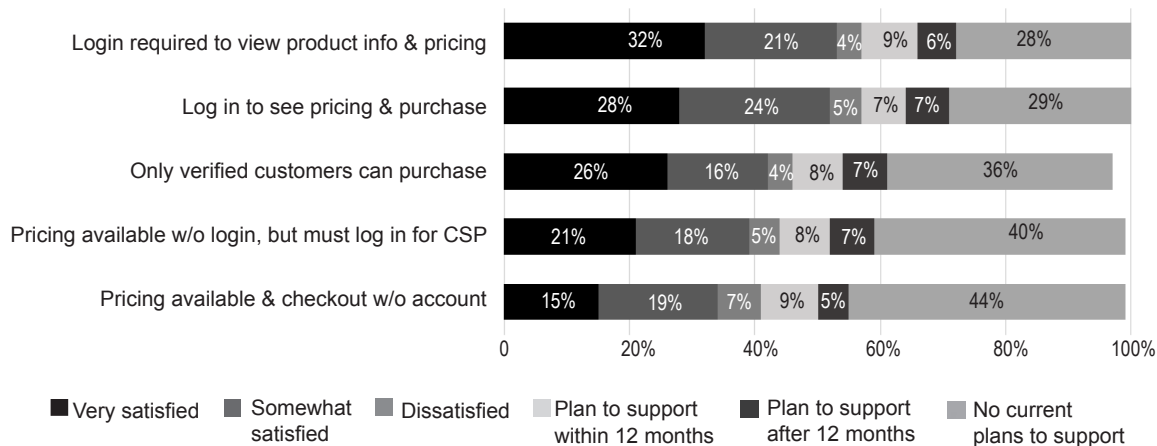 Login required to view product info & pricing
32% 21% 4% 9% 6% 28%
Log in to see pricing & purchase
28% 24% 5% 7% 7% 29%
Only verified customers can purchase
26% 16% 4% 8% 7% 36%
Pricing available w/o login, but must log in for CSP
21% 18% 5% 8% 7% 40%
Pricing available & checkout w/o account
15% 19% 7% 9% 5% 44%
0 20% 40% 60% 80% 100%
Very satisfied
Somewhat
satisfied
Dissatisfied
Plan to support
within 12 months
Plan to support
after 12 months
No current
plans to support